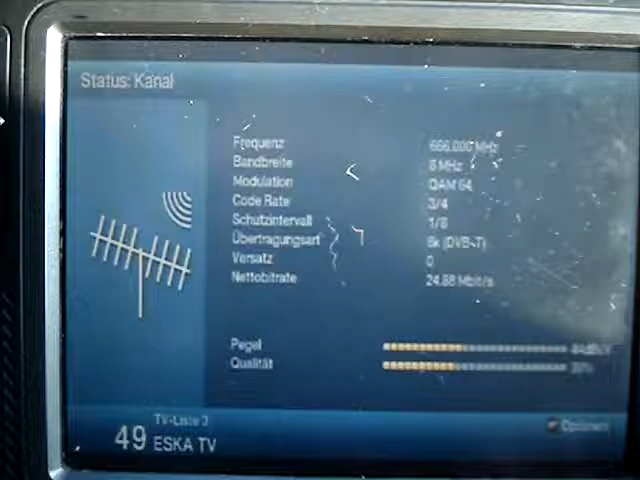 Status: Kanal
Frequenz 666.000 MHz
Bandbreite 8 MHz
Modulation QAM 64
Code Rate 3/4
Schutzintervall 1/8
Übertragungsart 8k (DVB-T)
Versatz 0
Nettobitrate 24.88 Mbit/s
Pegel
Qualität
TV-Liste
49 ESKA TV
Optionen